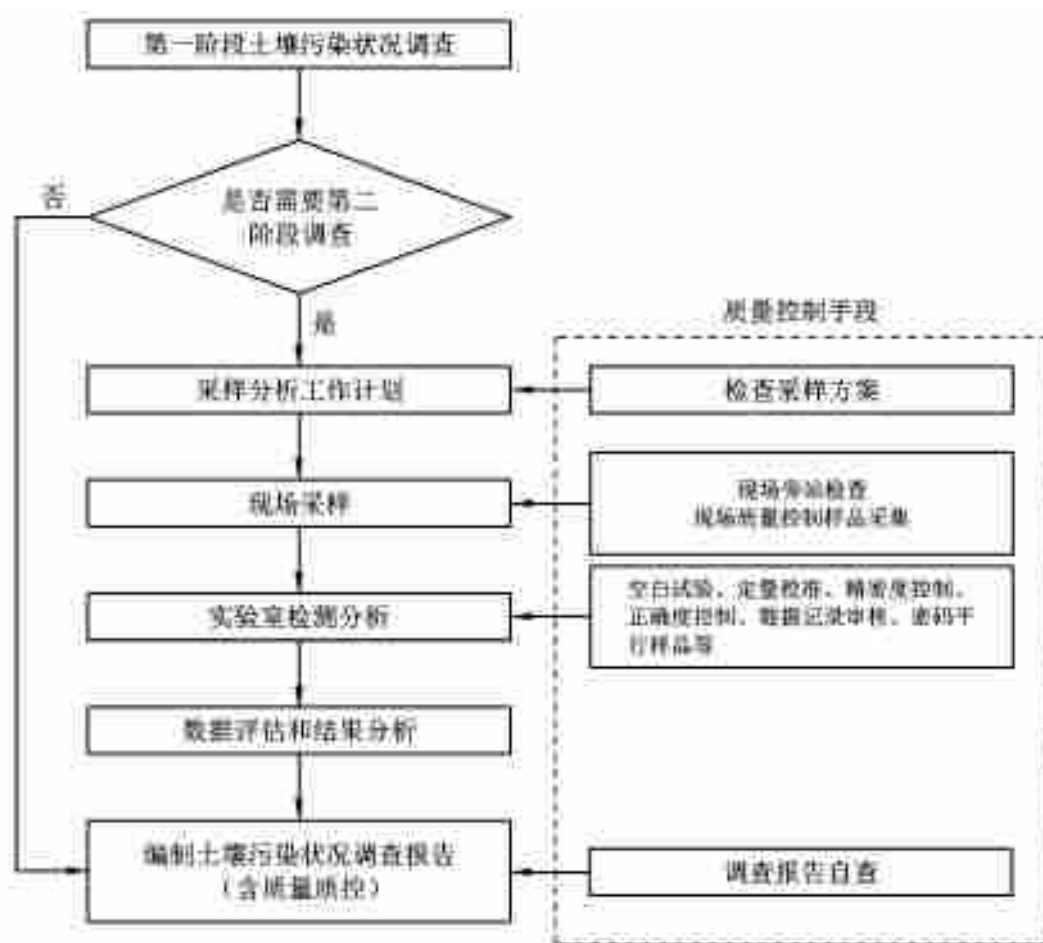 第一阶段土壤污染状况调查
否
是否需要第二
阶段调查
是
质量控制手段
采样分析工作计划
检查采样方案
现场采样
现场旁站检查
现场质量控制样品采集
实验室检测分析
空白试验、定量校准、精密度控制、
正确度控制、数据记录审核、密码平
行样品等
数据评估和结果分析
编制土壤污染状况调查报告
（含质量质控）
调查报告自查